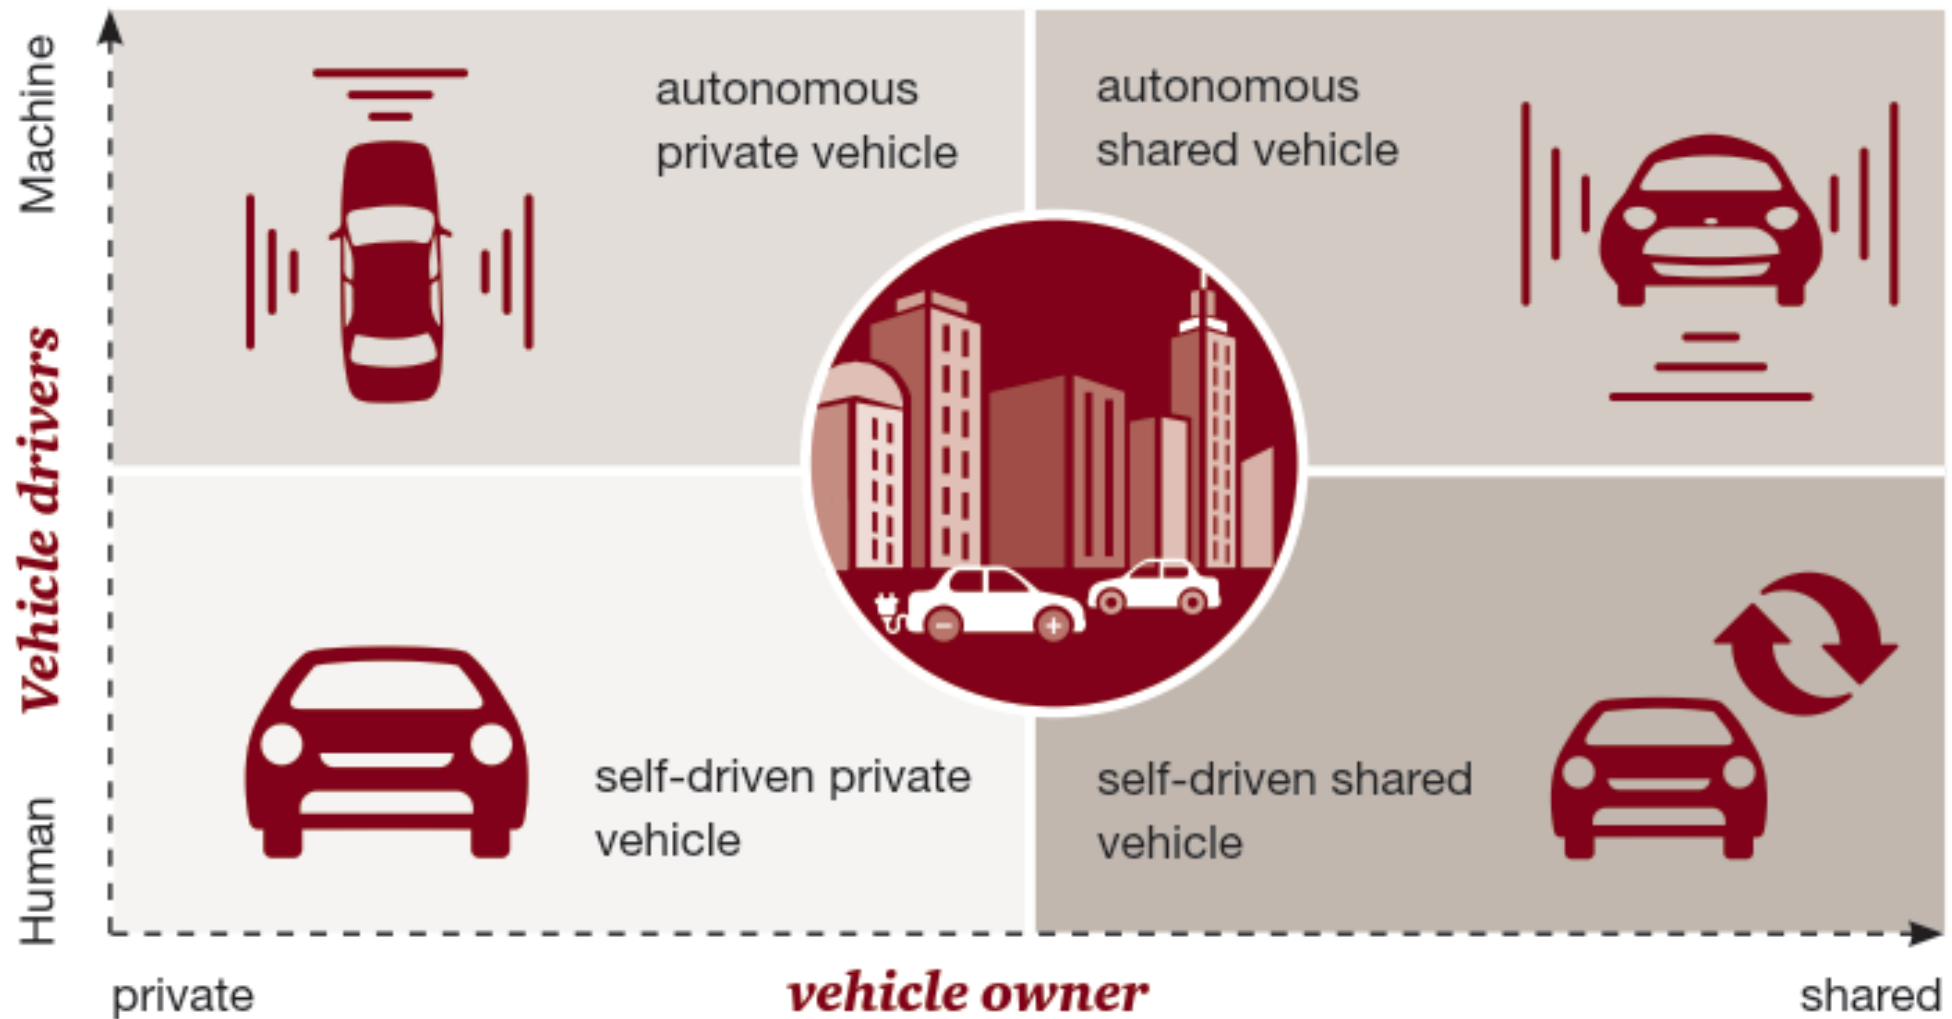 Machine
Vehicle drivers
Human
autonomous
private vehicle
autonomous
shared vehicle
self-driven private
vehicle
self-driven shared
vehicle
private
vehicle owner
shared